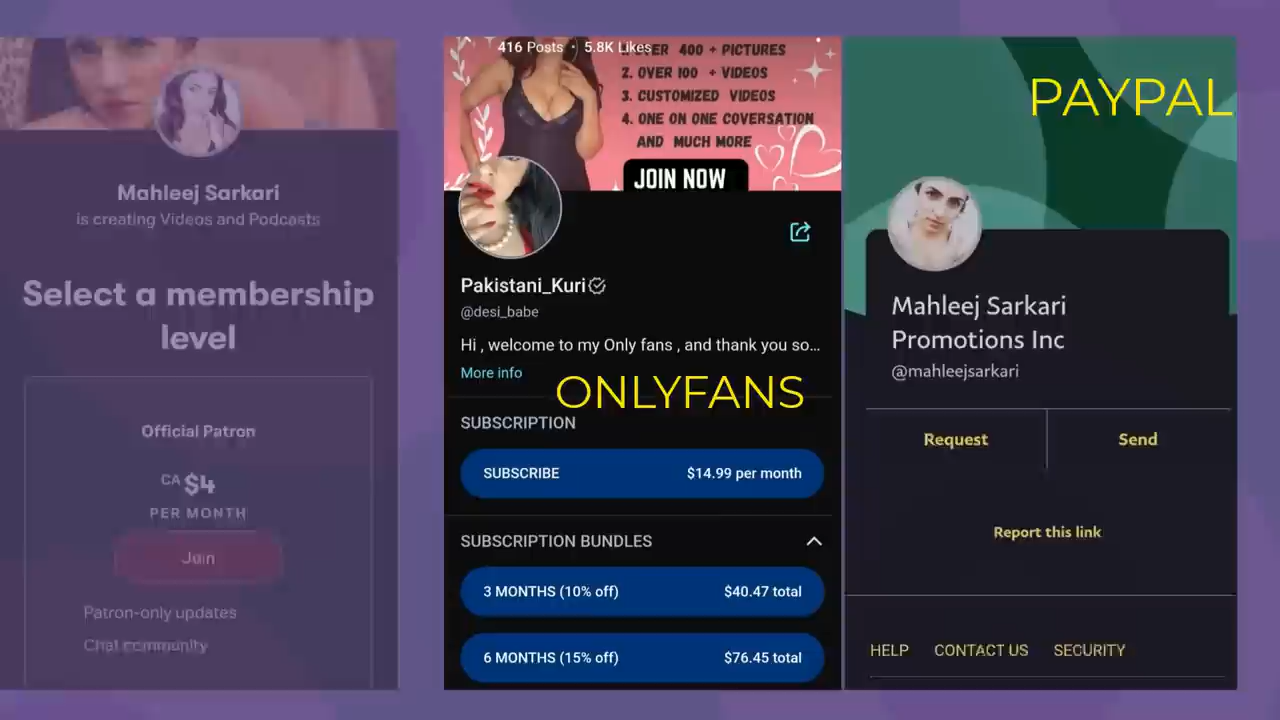 Mahleej Sarkari
is creating Videos and Podcasts
Select a membership
level
Official Patron
CA $4
PER MONTH
Join
Patron-only updates
Chat community
416 Posts · 5.8K Likes
OVER 400 + PICTURES
2. OVER 100 + VIDEOS
3. CUSTOMIZED VIDEOS
4. ONE ON ONE COVERSATION
AND MUCH MORE
JOIN NOW
Pakistani_Kuri
@desi_babe
Hi , welcome to my Only fans , and thank you so...
More info
ONLYFANS
SUBSCRIPTION
SUBSCRIBE $14.99 per month
SUBSCRIPTION BUNDLES
3 MONTHS (10% off) $40.47 total
6 MONTHS (15% off) $76.45 total
PAYPAL
Mahleej Sarkari
Promotions Inc
@mahleejsarkari
Request Send
Report this link
HELP CONTACT US SECURITY